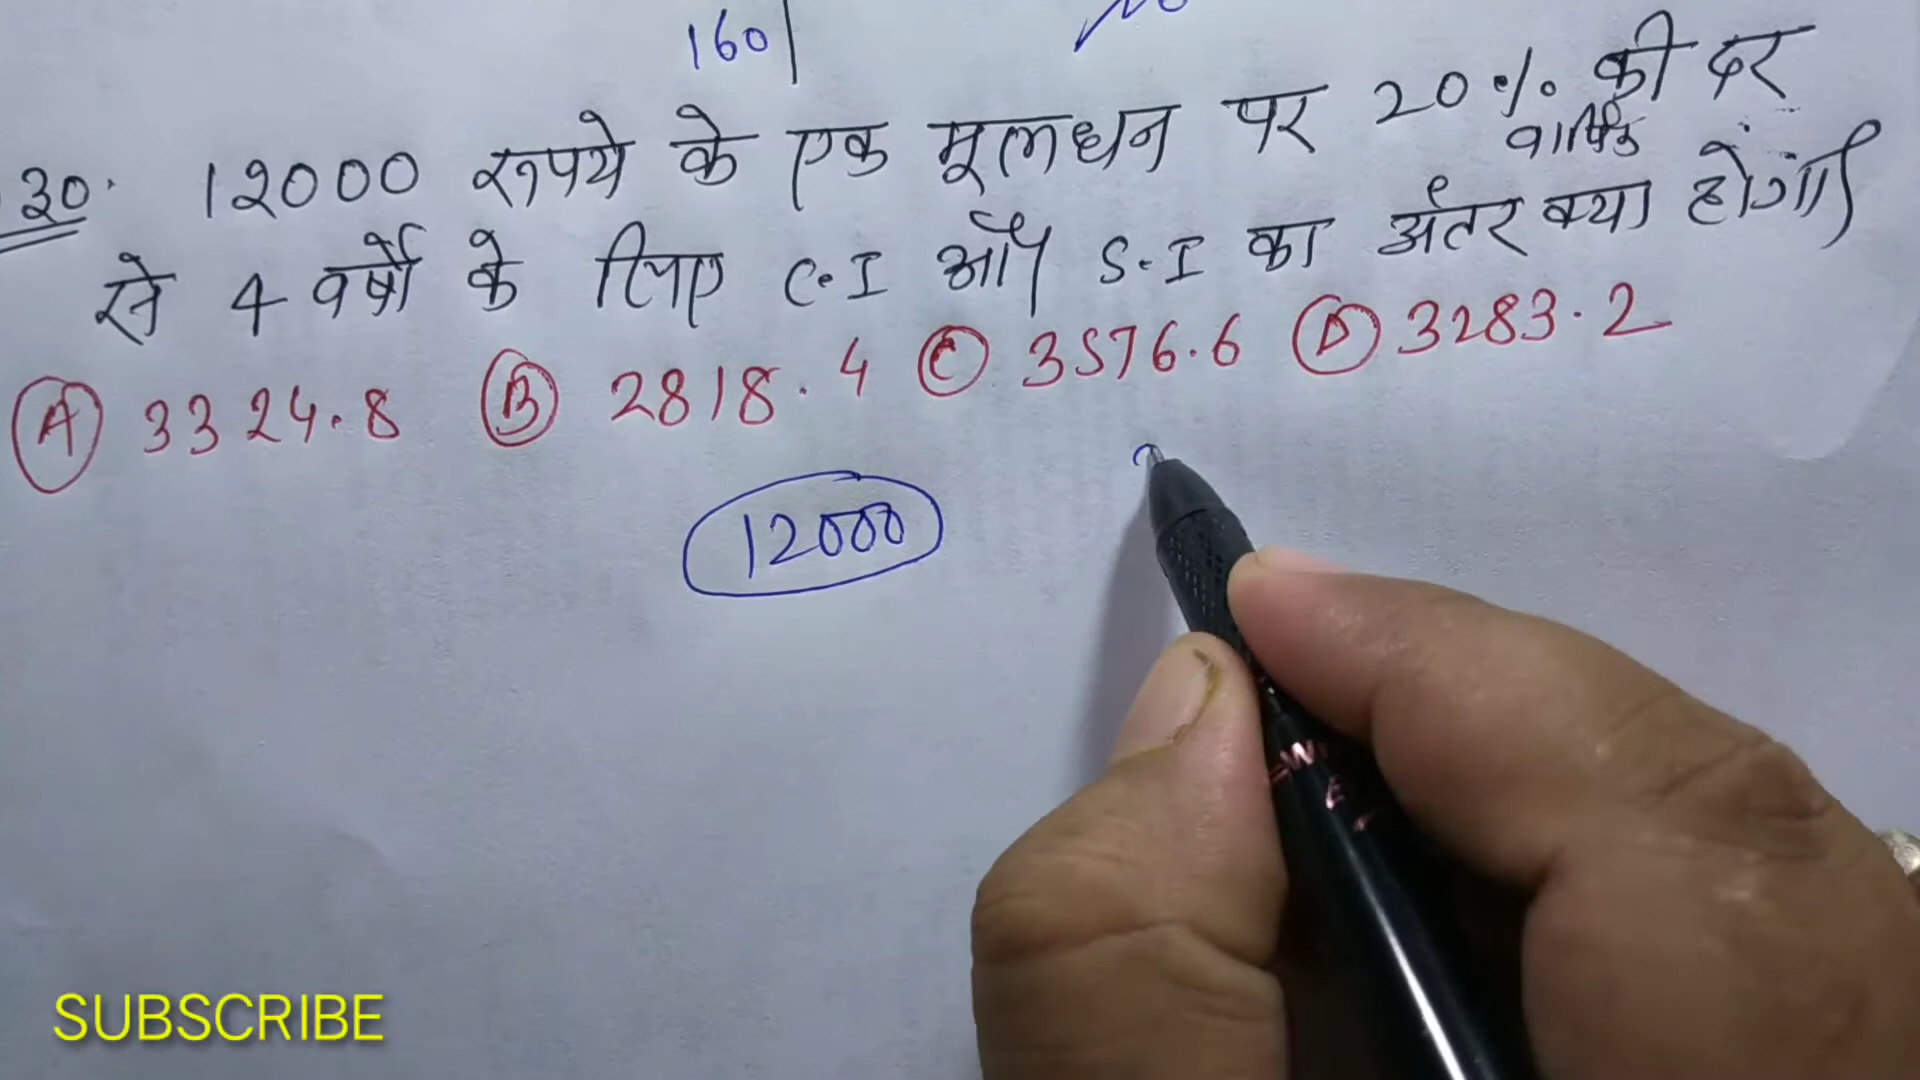 160
30. 12000 रूपये के एक मूलधन पर 20% की दर
वार्षिक
से 4 वर्षो के लिए C.I और S.I का अंतर क्या होगा
(A) 3324.8 (B) 2818.4 (C) 3576.6 (D) 3283.2
12000
SUBSCRIBE